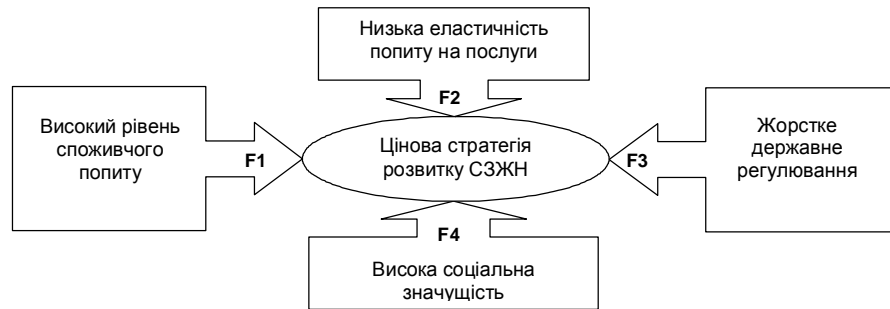 Низька еластичність
попиту на послуги
F2
Високий рівень
споживчого
попиту
F1
Цінова стратегія
розвитку СЗЖН
F3
Жорстке
державне
регулювання
F4
Висока соціальна
значущість